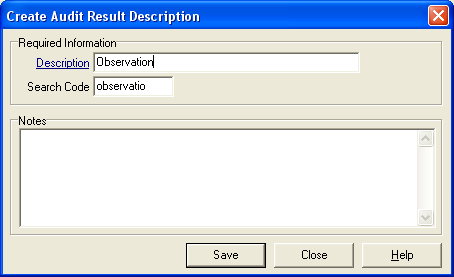 Create Audit Result Description
Required Information
Description Observation
Search Code observatio
Notes
Save Close Help